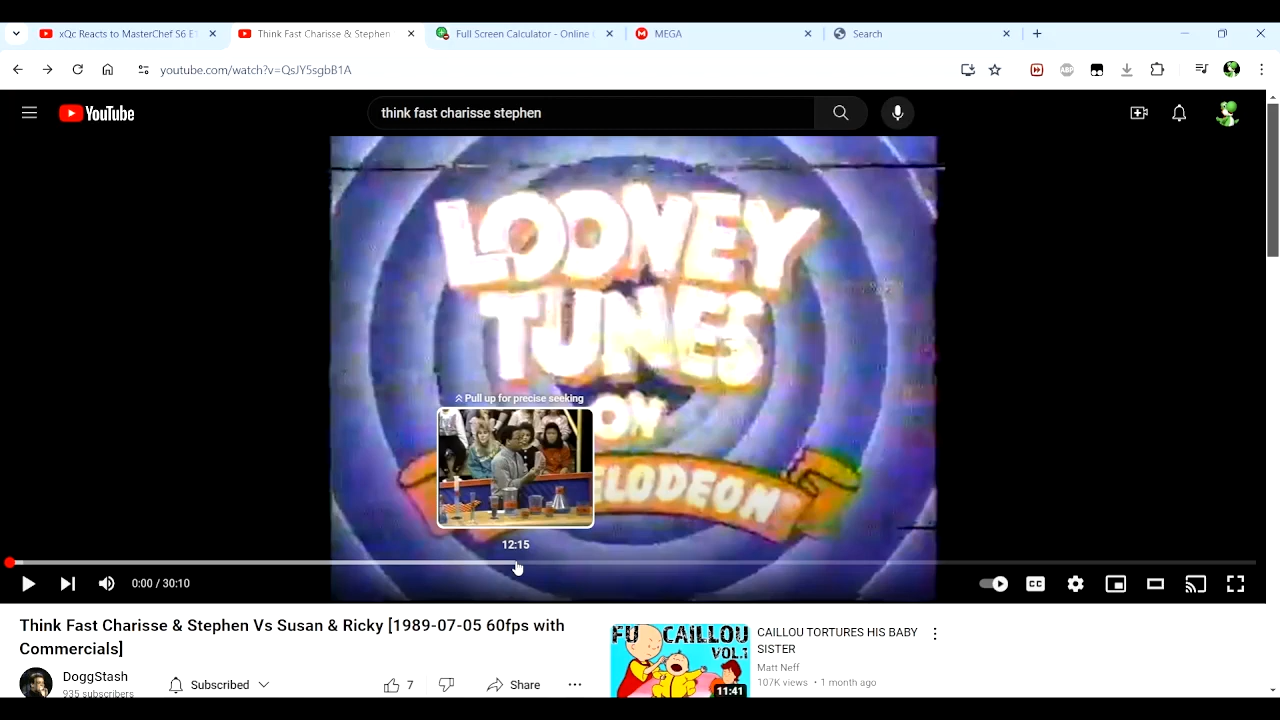 xQc Reacts to MasterChef S6 E
Think Fast Charisse & Stephen
Full Screen Calculator - Online
MEGA
Search
youtube.com/watch?v=QsJY5sgbB1A
ABP
YouTube
think fast charisse stephen
LOONEY
TUNES
ON
ELODEON
Pull up for precise seeking
12:15
0:00 / 30:10
CC
Think Fast Charisse & Stephen Vs Susan & Ricky [1989-07-05 60fps with
Commercials]
DoggStash
935 subscribers
Subscribed
7
Share
FU CAILLOU
VOL.1
11:41
CAILLOU TORTURES HIS BABY
SISTER
Matt Neff
107K views • 1 month ago